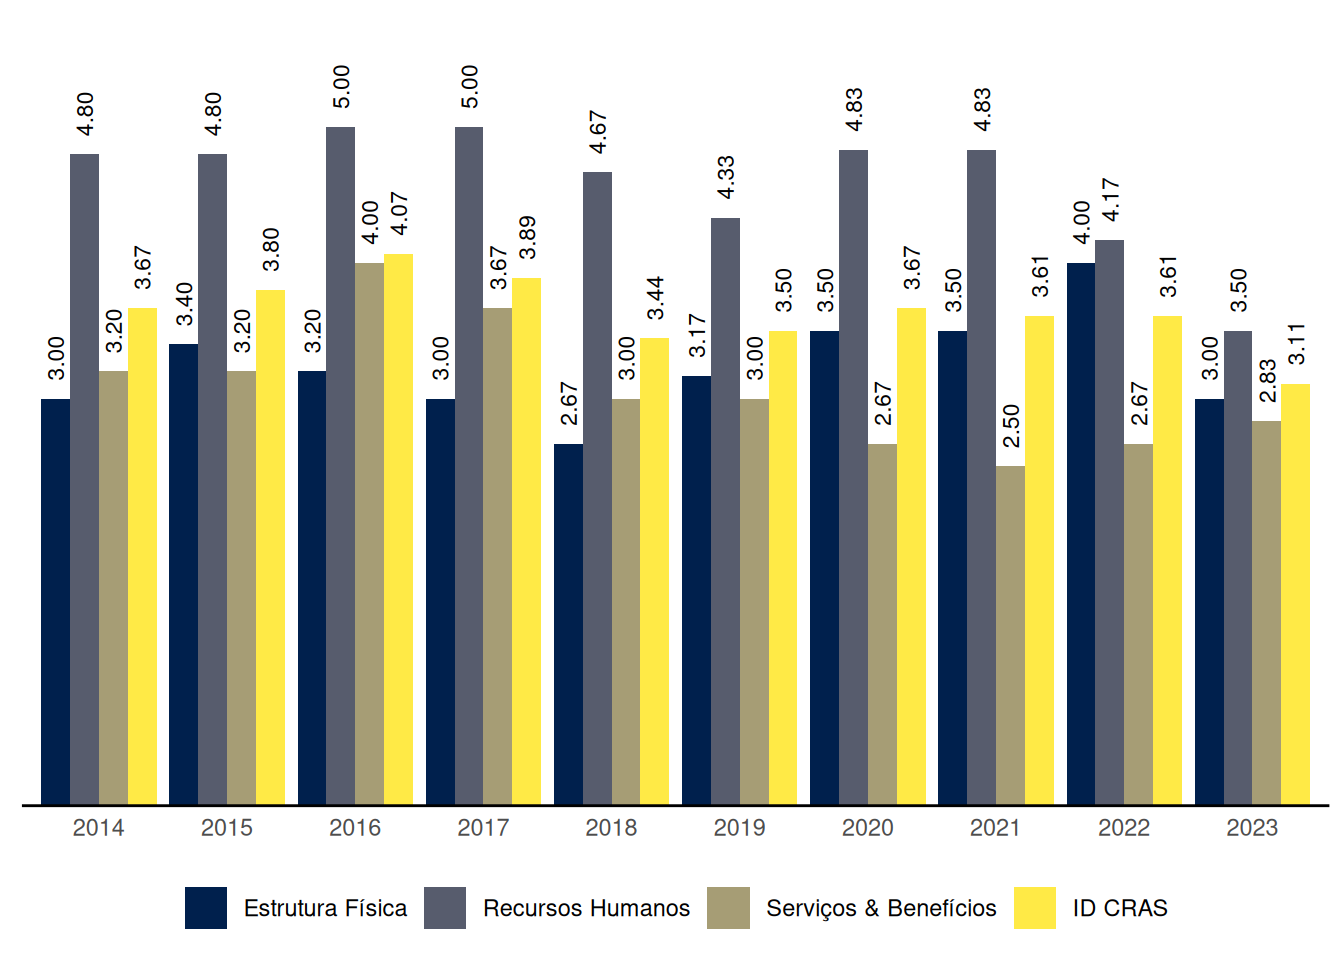 3.00 4.80 3.20 3.67
3.40 4.80 3.20 3.80
3.20 5.00 4.00 4.07
3.00 5.00 3.67 3.89
2.67 4.67 3.00 3.44
3.17 4.33 3.00 3.50
3.50 4.83 2.67 3.67
3.50 4.83 2.50 3.61
4.00 4.17 2.67 3.61
3.00 3.50 2.83 3.11
2014 2015 2016 2017 2018 2019 2020 2021 2022 2023
Estrutura Física Recursos Humanos Serviços & Benefícios ID CRAS